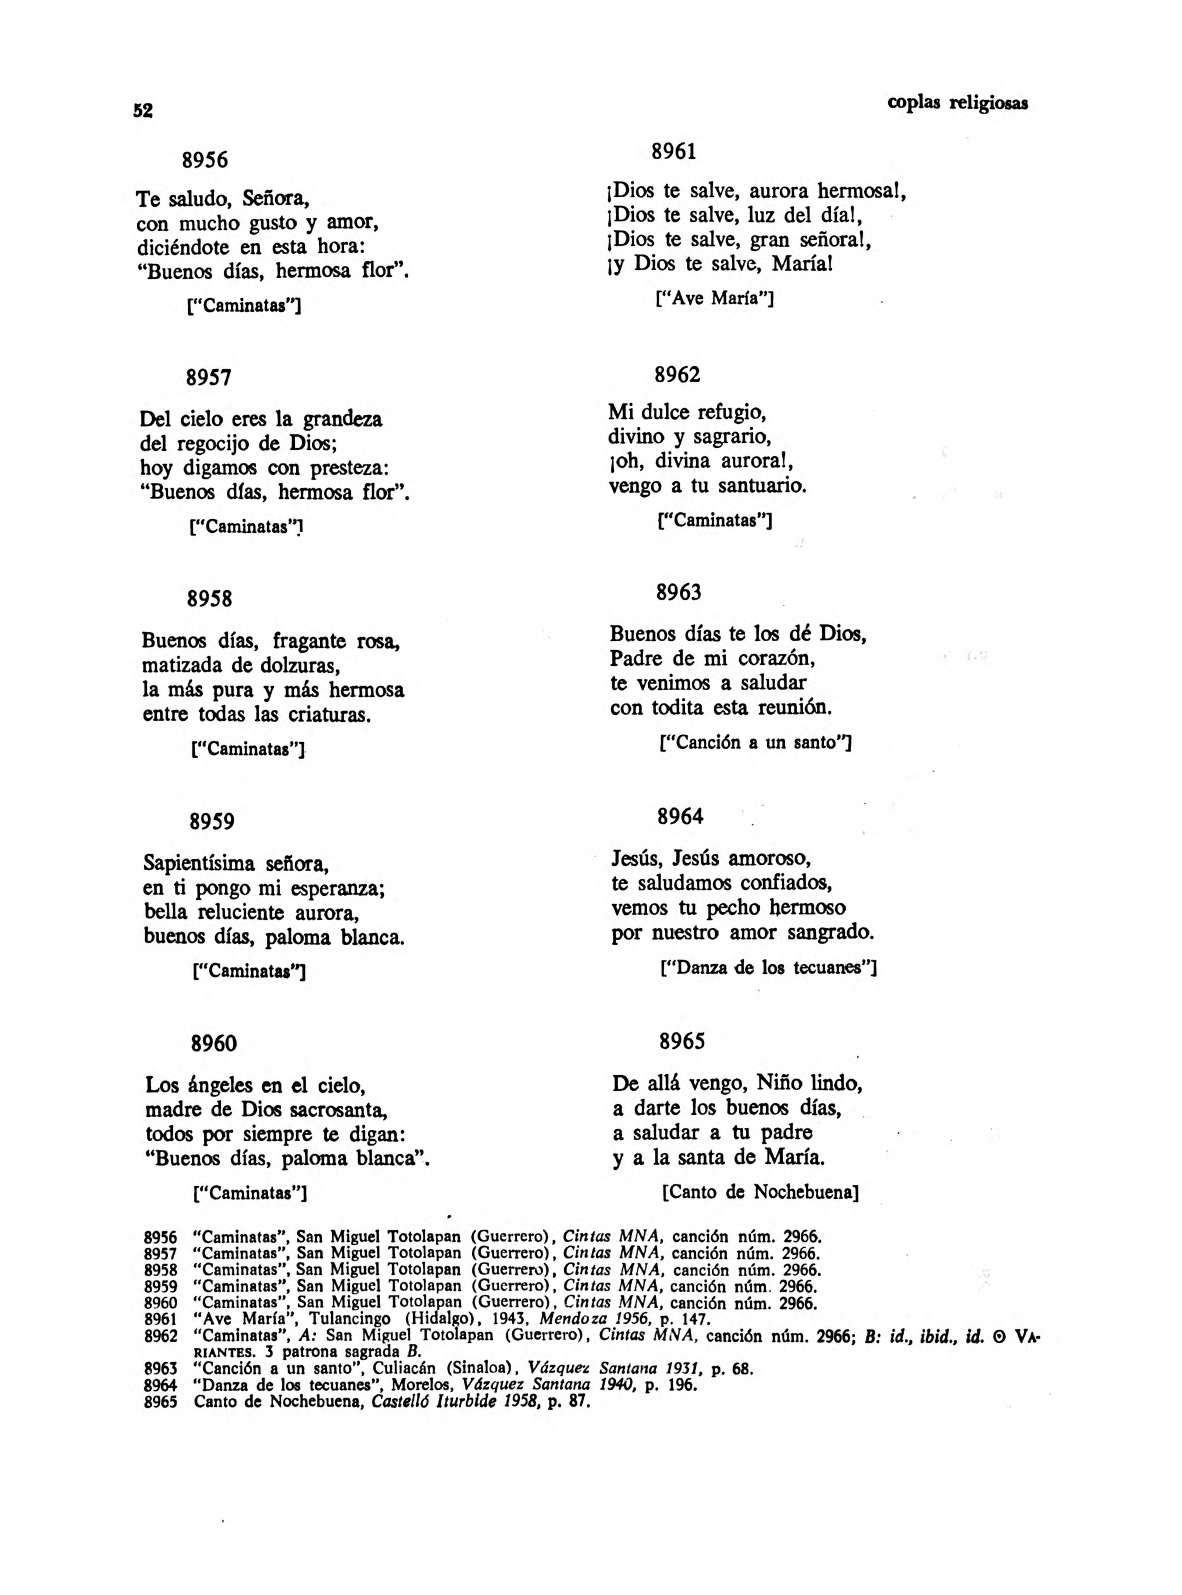 52
coplas religiosas
8956
Te saludo, Señora,
con mucho gusto y amor,
diciéndote en esta hora:
“Buenos días, hermosa flor”.
["Caminatas"]
8957
Del cielo eres la grandeza
del regocijo de Dios;
hoy digamos con presteza:
“Buenos días, hermosa flor”.
["Caminatas"]
8958
Buenos días, fragante rosa,
matizada de dolzuras,
la más pura y más hermosa
entre todas las criaturas.
["Caminatas"]
8959
Sapientísima señora,
en ti pongo mi esperanza;
bella reluciente aurora,
buenos días, paloma blanca.
["Caminatas"]
8960
Los ángeles en el cielo,
madre de Dios sacrosanta,
todos por siempre te digan:
“Buenos días, paloma blanca”.
["Caminatas"]
8961
¡Dios te salve, aurora hermosa!,
¡Dios te salve, luz del día!,
¡Dios te salve, gran señora!,
¡y Dios te salve, María!
["Ave María"]
8962
Mi dulce refugio,
divino y sagrario,
¡oh, divina aurora!,
vengo a tu santuario.
["Caminatas"]
8963
Buenos días te los dé Dios,
Padre de mi corazón,
te venimos a saludar
con todita esta reunión.
["Canción a un santo"]
8964
Jesús, Jesús amoroso,
te saludamos confiados,
vemos tu pecho hermoso
por nuestro amor sangrado.
["Danza de los tecuanes"]
8965
De allá vengo, Niño lindo,
a darte los buenos días,
a saludar a tu padre
y a la santa de María.
[Canto de Nochebuena]
8956 "Caminatas", San Miguel Totolapan (Guerrero), Cintas MNA, canción núm. 2966.
8957 "Caminatas", San Miguel Totolapan (Guerrero), Cintas MNA, canción núm. 2966.
8958 "Caminatas", San Miguel Totolapan (Guerrero), Cintas MNA, canción núm. 2966.
8959 "Caminatas", San Miguel Totolapan (Guerrero), Cintas MNA, canción núm. 2966.
8960 "Caminatas", San Miguel Totolapan (Guerrero), Cintas MNA, canción núm. 2966.
8961 "Ave María", Tulancingo (Hidalgo), 1943, Mendoza 1956, p. 147.
8962 "Caminatas", A: San Miguel Totolapan (Guerrero), Cintas MNA, canción núm. 2966; B: id., ibid., id. ⊙ VA-
RIANTES. 3 patrona sagrada B.
8963 "Canción a un santo", Culiacán (Sinaloa), Vázquez Santana 1931, p. 68.
8964 "Danza de los tecuanes", Morelos, Vázquez Santana 1940, p. 196.
8965 Canto de Nochebuena, Castelló Iturbide 1958, p. 87.